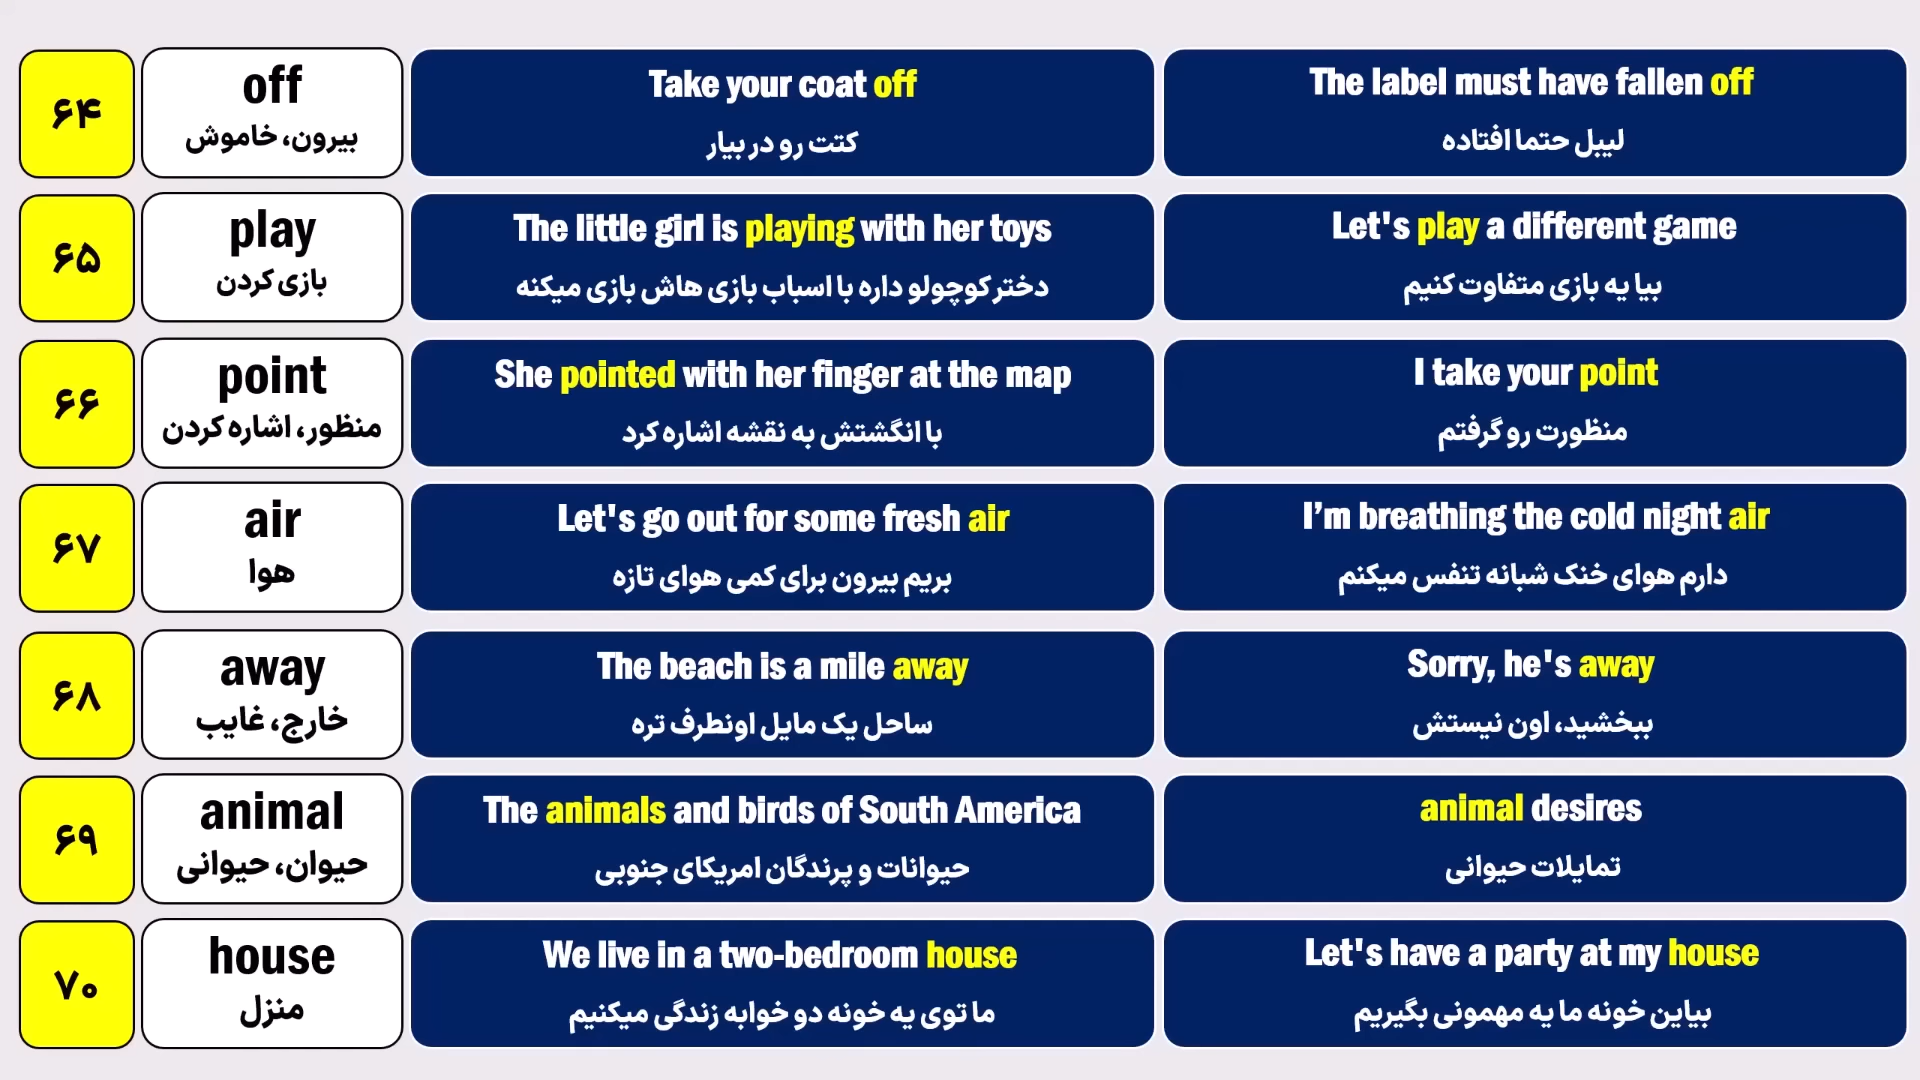 ۶۴
off
بیرون، خاموش
Take your coat off
کتت رو در بیار
The label must have fallen off
لیبل حتما افتاده
۶۵
play
بازی کردن
The little girl is playing with her toys
دختر کوچولو داره با اسباب بازی هاش بازی میکنه
Let's play a different game
بیا یه بازی متفاوت کنیم
۶۶
point
منظور، اشاره کردن
She pointed with her finger at the map
با انگشتش به نقشه اشاره کرد
I take your point
منظورت رو گرفتم
۶۷
air
هوا
Let's go out for some fresh air
بریم بیرون برای کمی هوای تازه
I’m breathing the cold night air
دارم هوای خنک شبانه تنفس میکنم
۶۸
away
خارج، غایب
The beach is a mile away
ساحل یک مایل اونطرف تره
Sorry, he's away
ببخشید، اون نیستش
۶۹
animal
حیوان، حیوانی
The animals and birds of South America
حیوانات و پرندگان امریکای جنوبی
animal desires
تمایلات حیوانی
۷۰
house
منزل
We live in a two-bedroom house
ما توی یه خونه دو خوابه زندگی میکنیم
Let's have a party at my house
بیاین خونه ما یه مهمونی بگیریم